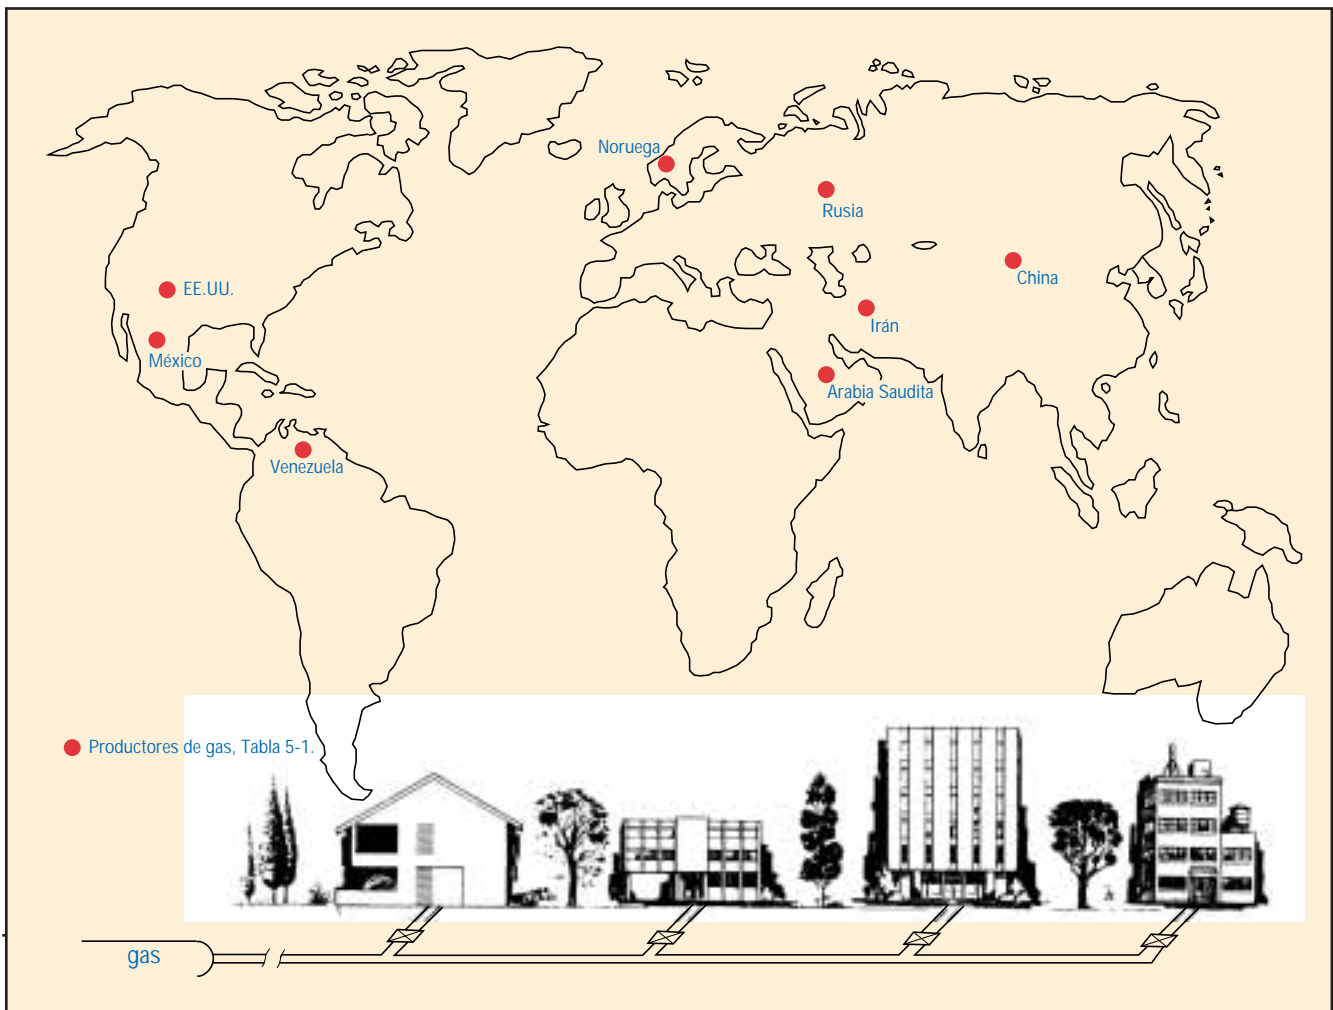 Noruega
Rusia
China
EE.UU.
Irán
México
Arabia Saudita
Venezuela
Productores de gas, Tabla 5-1.
gas